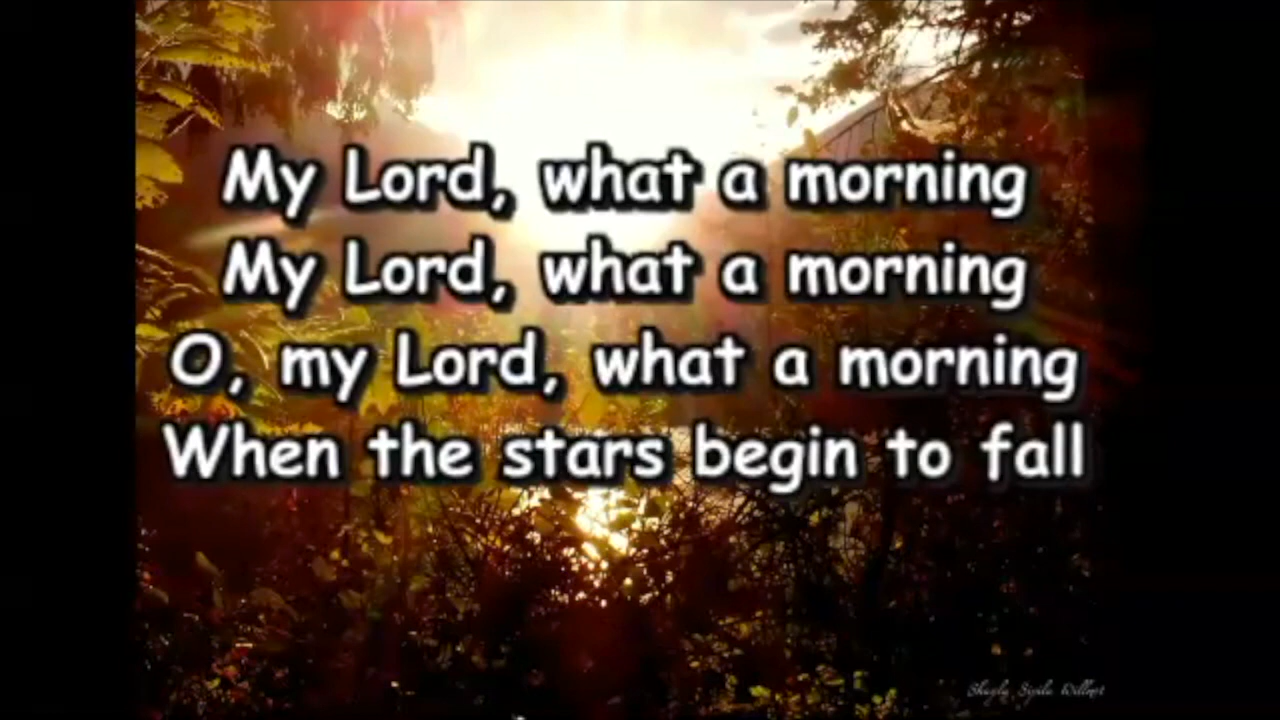 My Lord, what a morning
My Lord, what a morning
O, my Lord, what a morning
When the stars begin to fall